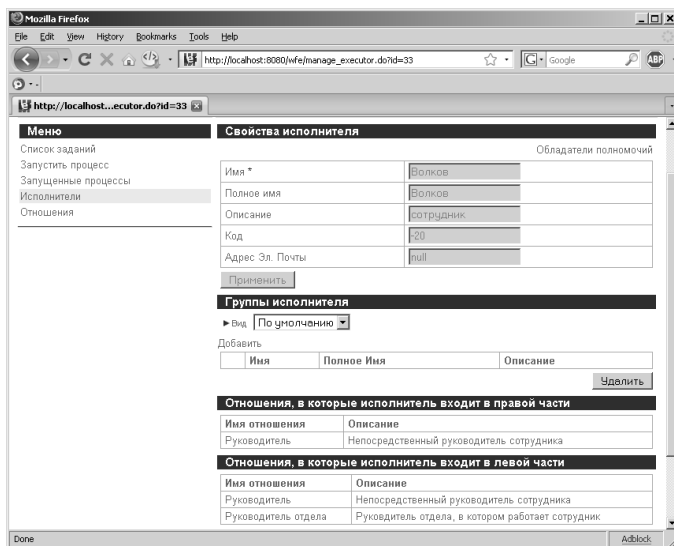 Mozilla Firefox
File Edit View History Bookmarks Tools Help
http://localhost:8080/wfe/manage_executor.do?id=33
G Google
ABP
http://localhost...ecutor.do?id=33
Меню
Список заданий
Запустить процесс
Запущенные процессы
Исполнители
Отношения
Свойства исполнителя
Обладатели полномочий
Имя * Волков
Полное имя Волков
Описание сотрудник
Код -20
Адрес Эл. Почты null
Применить
Группы исполнителя
Вид По умолчанию
Добавить
Имя Полное Имя Описание
Удалить
Отношения, в которые исполнитель входит в правой части
Имя отношения Описание
Руководитель Непосредственный руководитель сотрудника
Отношения, в которые исполнитель входит в левой части
Имя отношения Описание
Руководитель Непосредственный руководитель сотрудника
Руководитель отдела Руковдитель отдела, в котором работает сотрудник
Done Adblock